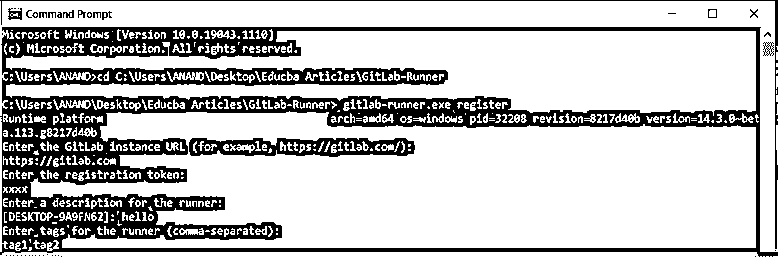 Command Prompt
Microsoft Windows [Version 10.0.19043.1110]
(c) Microsoft Corporation. All rights reserved.
C:\Users\ANAND>cd C:\Users\ANAND\Desktop\Educba Articles\GitLab-Runner
C:\Users\ANAND\Desktop\Educba Articles\GitLab-Runner> gitlab-runner.exe register
Runtime platform arch=amd64 os=windows pid=32208 revision=8217d40b version=14.3.0~bet
a.113.g8217d40b
Enter the GitLab instance URL (for example, https://gitlab.com/):
https://gitlab.com
Enter the registration token:
xxxx
Enter a description for the runner:
[DESKTOP-9A9FN62]: hello
Enter tags for the runner (comma-separated):
tag1,tag2